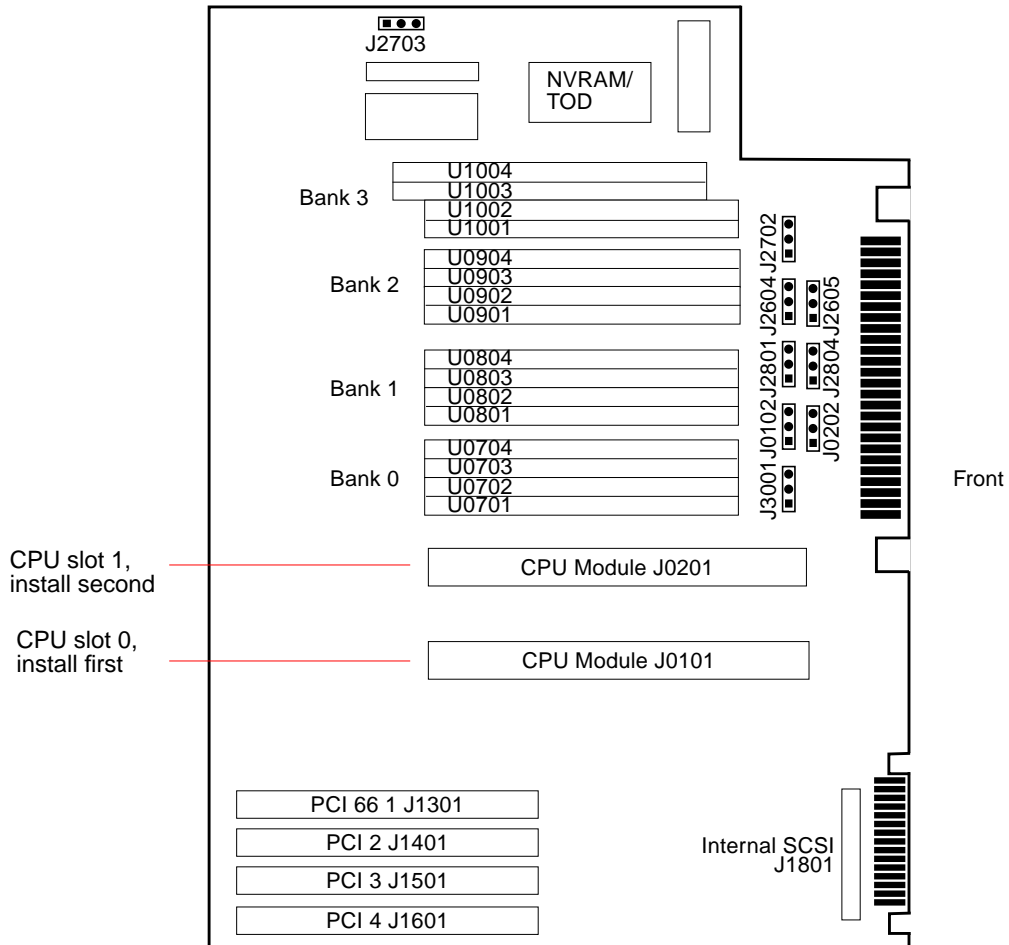 J2703
NVRAM/
TOD
Bank 3
U1004
U1003
U1002
U1001
Bank 2
U0904
U0903
U0902
U0901
Bank 1
U0804
U0803
U0802
U0801
Bank 0
U0704
U0703
U0702
U0701
J2702
J2604
J2605
J2801
J2804
J0102
J0202
J3001
Front
CPU slot 1,
install second
CPU Module J0201
CPU slot 0,
install first
CPU Module J0101
PCI 66 1 J1301
PCI 2 J1401
PCI 3 J1501
PCI 4 J1601
Internal SCSI
J1801